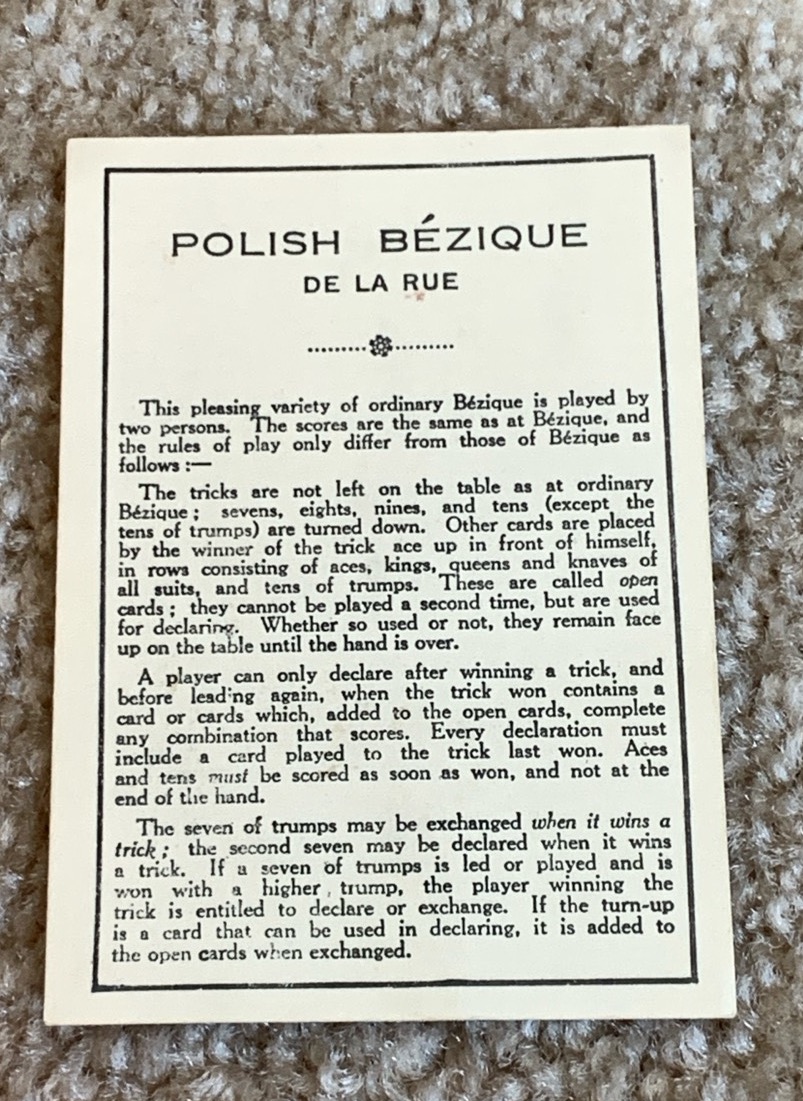 POLISH BÉZIQUE
DE LA RUE
This pleasing variety of ordinary Bézique is played by
two persons. The scores are the same as at Bézique, and
the rules of play only differ from those of Bézique as
follows :—
The tricks are not left on the table as at ordinary
Bézique ; sevens, eights, nines, and tens (except the
tens of trumps) are turned down. Other cards are placed
by the winner of the trick ace up in front of himself,
in rows consisting of aces, kings, queens and knaves of
all suits, and tens of trumps. These are called open
cards ; they cannot be played a second time, but are used
for declaring. Whether so used or not, they remain face
up on the table until the hand is over.
A player can only declare after winning a trick, and
before leading again, when the trick won contains a
card or cards which, added to the open cards, complete
any combination that scores. Every declaration must
include a card played to the trick last won. Aces
and tens must be scored as soon as won, and not at the
end of the hand.
The seven of trumps may be exchanged when it wins a
trick ; the second seven may be declared when it wins
a trick. If a seven of trumps is led or played and is
won with a higher trump, the player winning the
trick is entitled to declare or exchange. If the turn-up
is a card that can be used in declaring, it is added to
the open cards when exchanged.